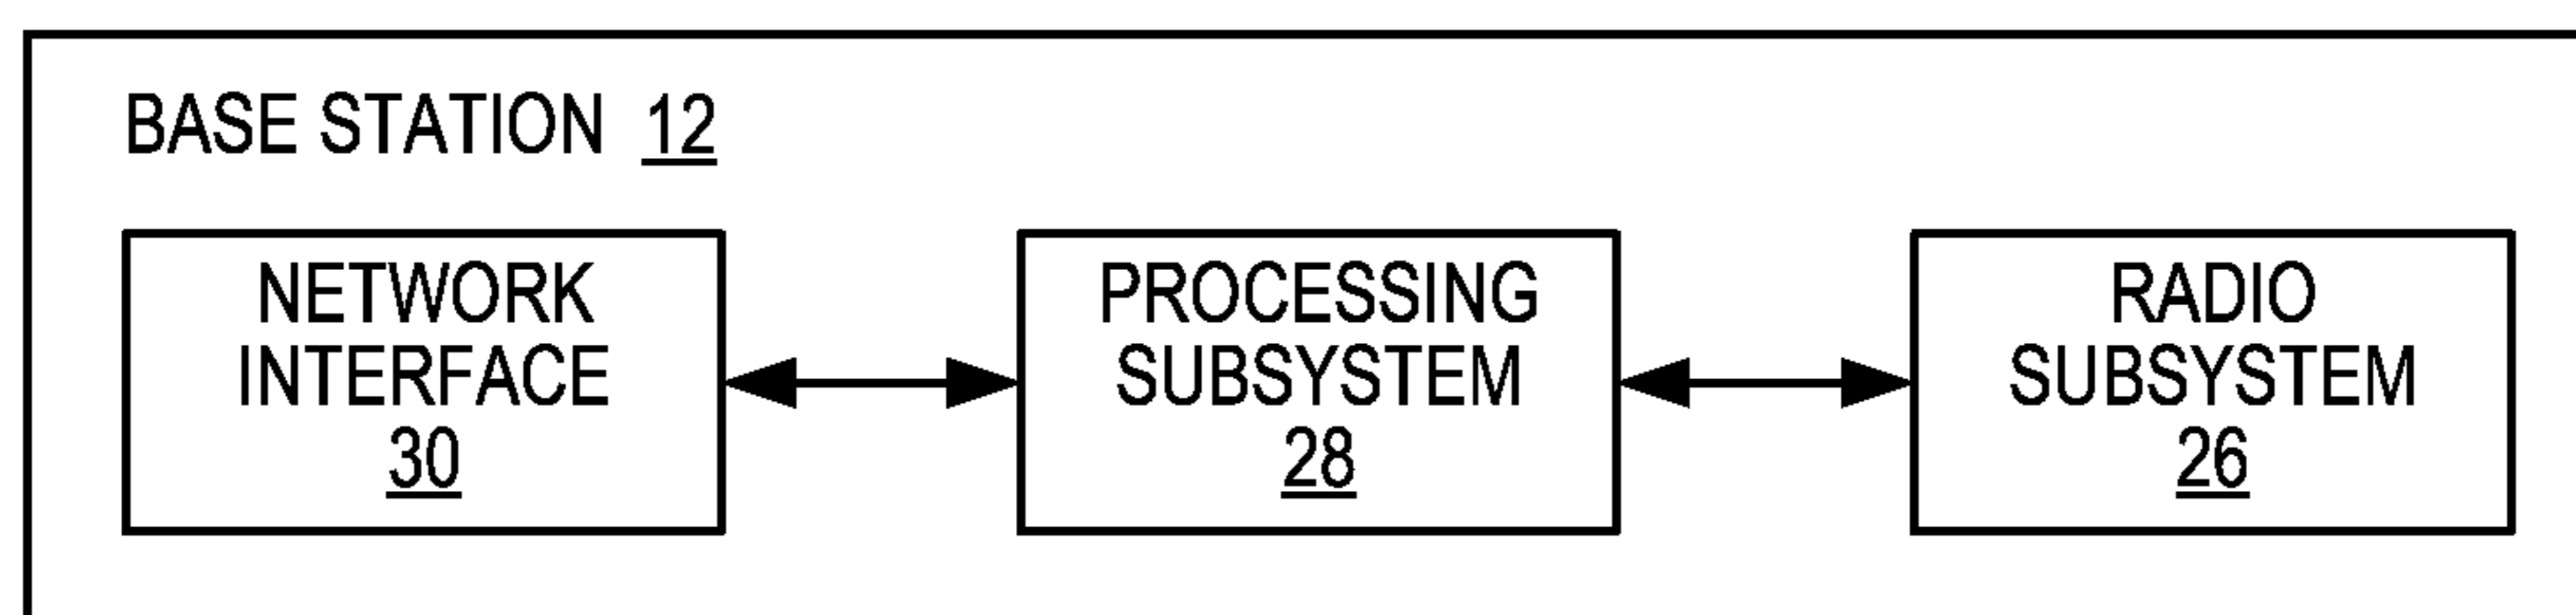 BASE STATION 12
NETWORK
INTERFACE
30
PROCESSING
SUBSYSTEM
28
RADIO
SUBSYSTEM
26